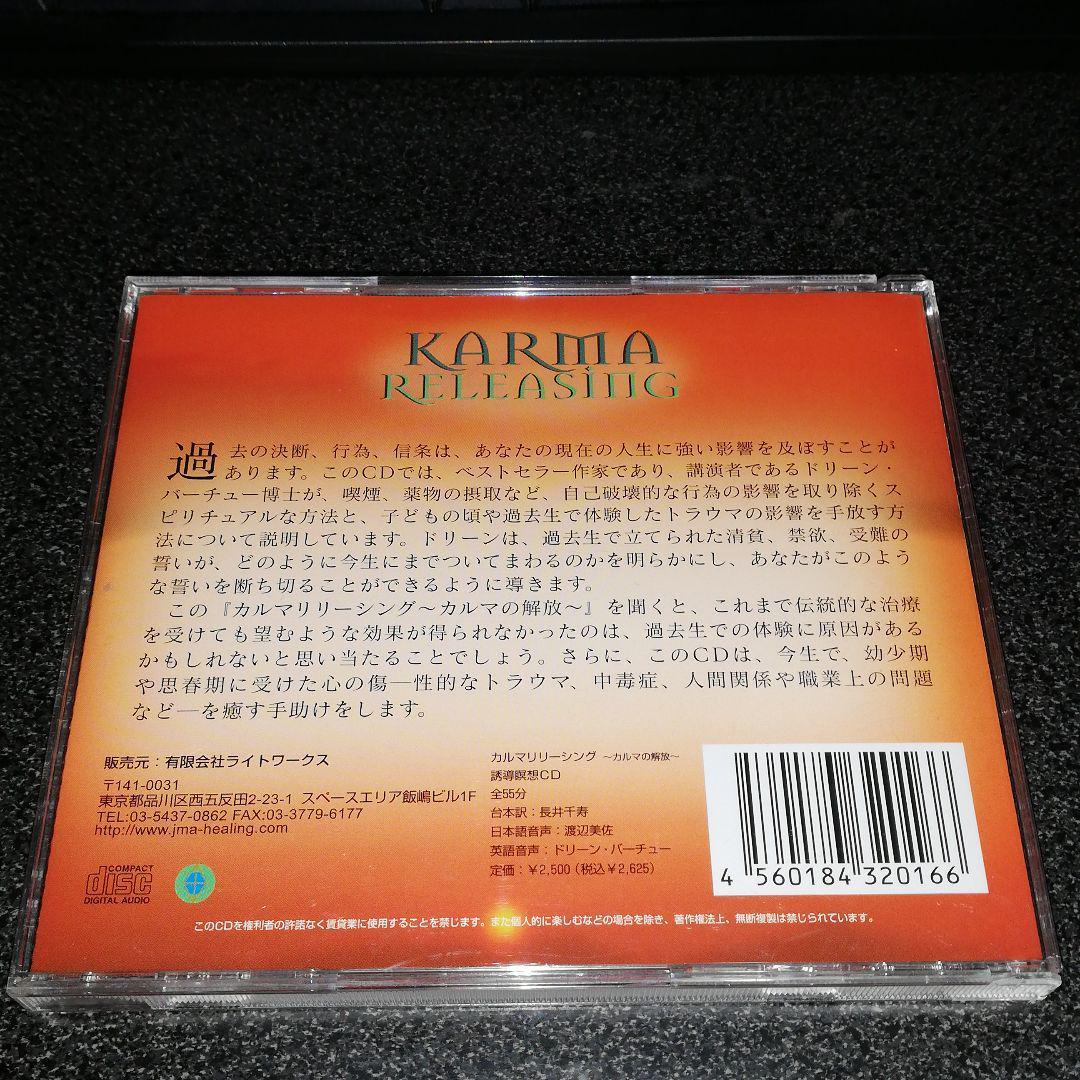 KARMA
RELEASING
過去の決断、行為、信条は、あなたの現在の人生に強い影響を及ぼすことが
あります。このCDでは、ベストセラー作家であり、講演者であるドリーン・
バーチュー博士が、喫煙、薬物の摂取など、自己破壊的な行為の影響を取り除くス
ピリチュアルな方法と、子どもの頃や過去生で体験したトラウマの影響を手放す方
法について説明しています。ドリーンは、過去生で立てられた清貧、禁欲、受難の
誓いが、どのように今生にまでついてまわるのかを明らかにし、あなたがこのよう
な誓いを断ち切ることができるように導きます。
この『カルマリリーシング〜カルマの解放〜』を聞くと、これまで伝統的な治療
を受けても望むような効果が得られなかったのは、過去生での体験に原因がある
かもしれないと思い当たることでしょう。さらに、このCDは、今生で、幼少期
や思春期に受けた心の傷―性的なトラウマ、中毒症、人間関係や職業上の問題
など―を癒す手助けをします。
販売元：有限会社ライトワークス
〒141-0031
東京都品川区西五反田2-23-1 スペースエリア飯嶋ビル1F
TEL:03-5437-0862 FAX:03-3779-6177
http://www.jma-healing.com
カルマリリーシング 〜カルマの解放〜
誘導瞑想CD
全55分
台本訳：長井千寿
日本語音声：渡辺美佐
英語音声：ドリーン・バーチュー
定価：￥2,500（税込￥2,625）
4 560184 320166
COMPACT
disc
DIGITAL AUDIO
このCDを権利者の許諾なく賃貸業に使用することを禁じます。また個人的に楽しむなどの場合を除き、著作権法上、無断複製は禁じられています。